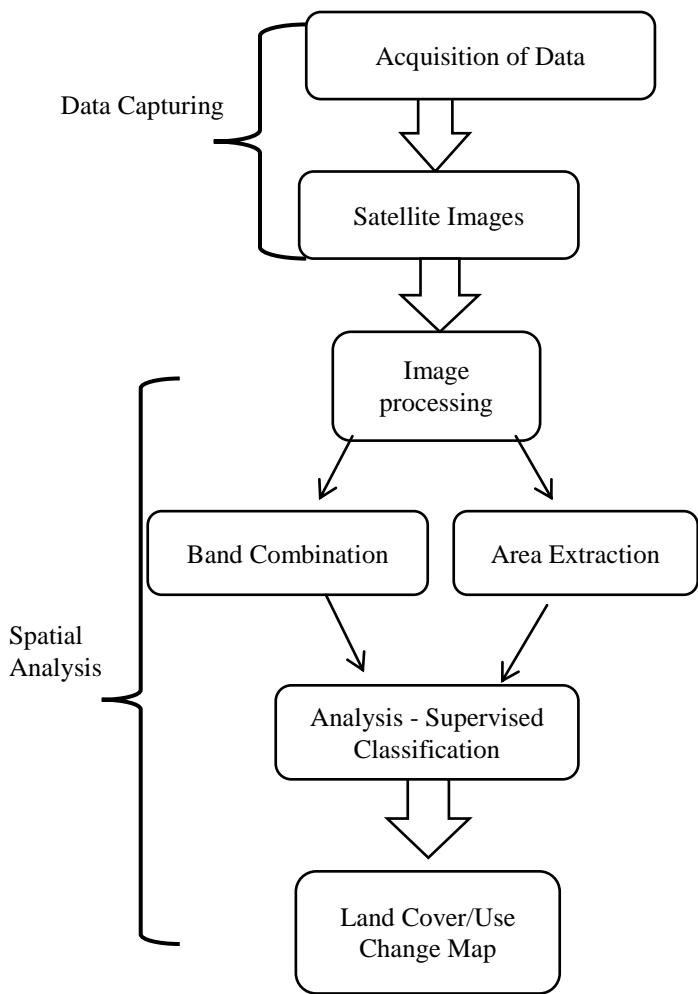 Acquisition of Data
Data Capturing
Satellite Images
Image
processing
Band Combination
Area Extraction
Spatial
Analysis
Analysis - Supervised
Classification
Land Cover/Use
Change Map